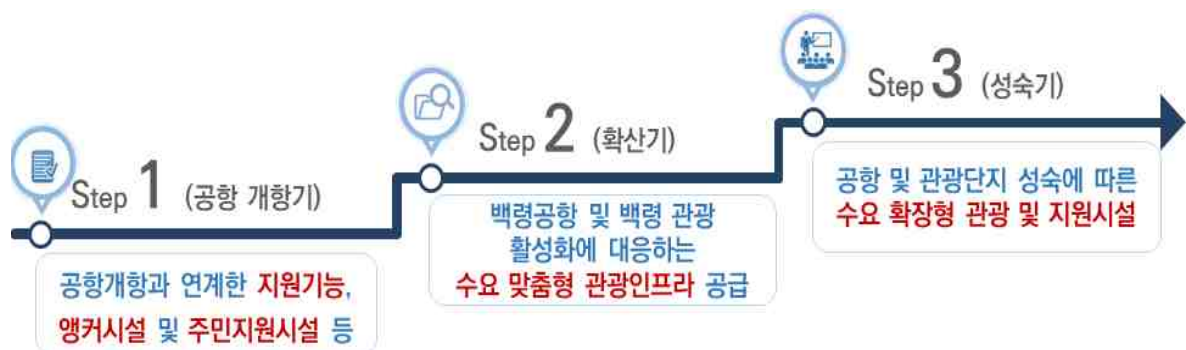 Step 1 (공항 개항기)
공항개항과 연계한 지원기능,
앵커시설 및 주민지원시설 등
Step 2 (확산기)
백령공항 및 백령 관광
활성화에 대응하는
수요 맞춤형 관광인프라 공급
Step 3 (성숙기)
공항 및 관광단지 성숙에 따른
수요 확장형 관광 및 지원시설